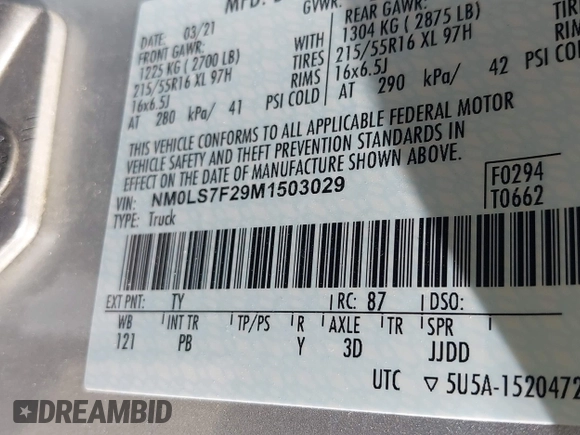 MFD.
GVWR:
DATE: 03/21
FRONT GAWR:
1225 KG ( 2700 LB)
215/55R16 XL 97H
16x6.5J
AT 280 kPa/ 41 PSI COLD
WITH
TIRES
RIMS
REAR GAWR:
1304 KG ( 2875 LB)
215/55R16 XL 97H
16x6.5J
AT 290 kPa/ 42 PSI
TIRES
RIMS
THIS VEHICLE CONFORMS TO ALL APPLICABLE FEDERAL MOTOR
VEHICLE SAFETY AND THEFT PREVENTION STANDARDS IN
EFFECT ON THE DATE OF MANUFACTURE SHOWN ABOVE.
VIN: NM0LS7F29M1503029
TYPE: Truck
F0294
T0662
EXT PNT: TY RC: 87 DSO:
WB INT TR TP/PS R AXLE TR SPR
121 PB Y 3D JJDD
UTC ▽5U5A-1520472
DREAMBID